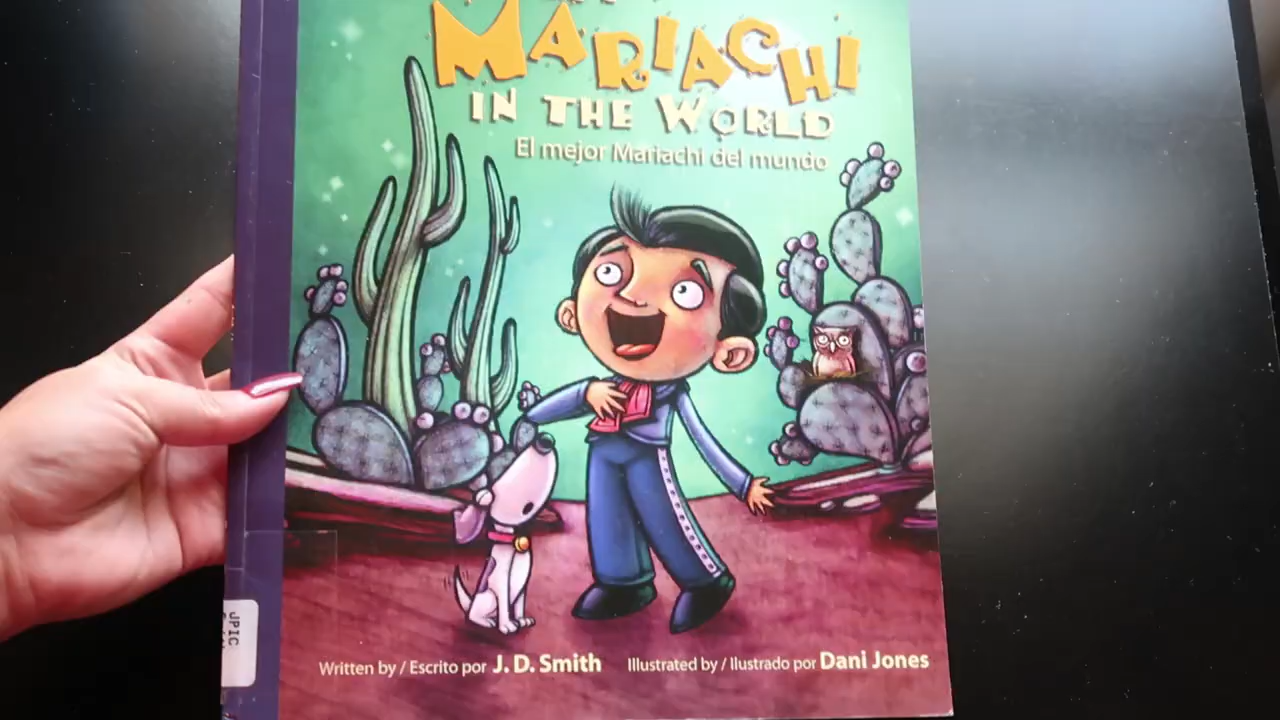 MARIACHI
IN THE WORLD
El mejor Mariachi del mundo
JPIC
Written by / Escrito por J. D. Smith
Illustrated by / Ilustrado por Dani Jones